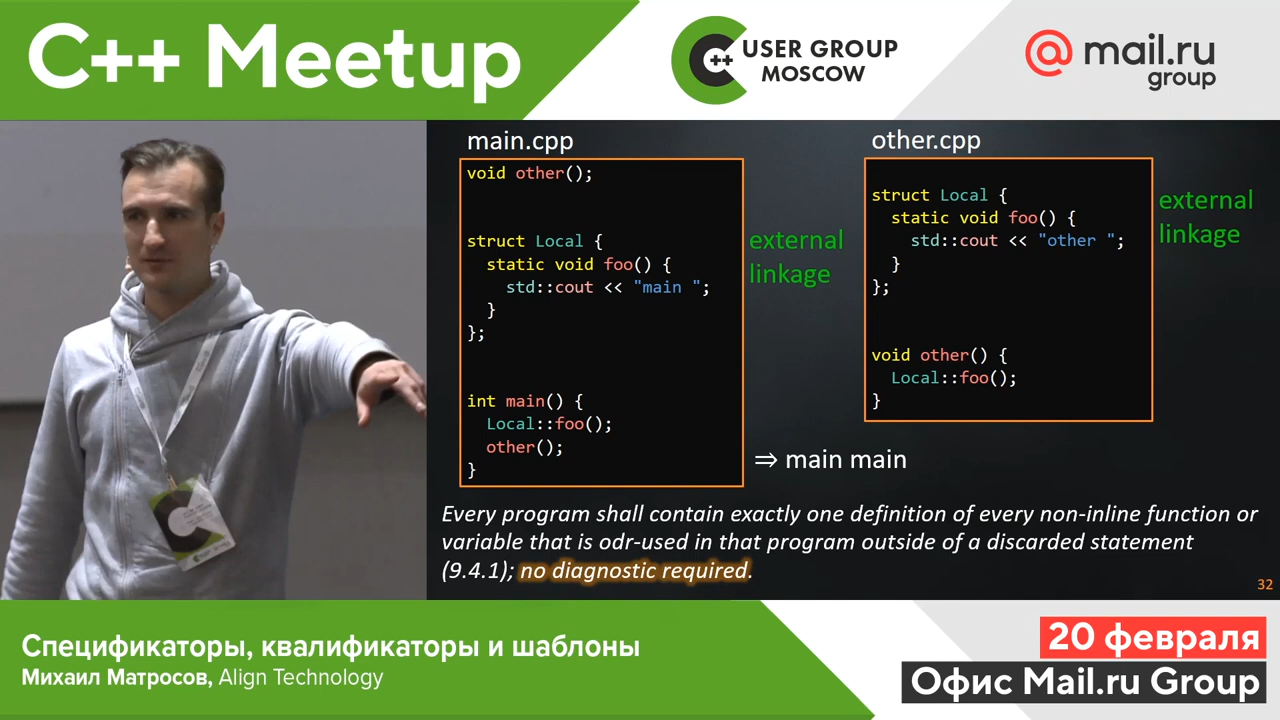 C++ Meetup
C++ USER GROUP
MOSCOW
@ mail.ru
group
main.cpp
void other();
struct Local {
static void foo() {
std::cout << "main ";
}
};
int main() {
Local::foo();
other();
}
external
linkage
other.cpp
struct Local {
static void foo() {
std::cout << "other ";
}
};
void other() {
Local::foo();
}
external
linkage
⇒ main main
Every program shall contain exactly one definition of every non-inline function or
variable that is odr-used in that program outside of a discarded statement
(9.4.1); no diagnostic required.
32
Спецификаторы, квалификаторы и шаблоны
Михаил Матросов, Align Technology
20 февраля
Офис Mail.ru Group